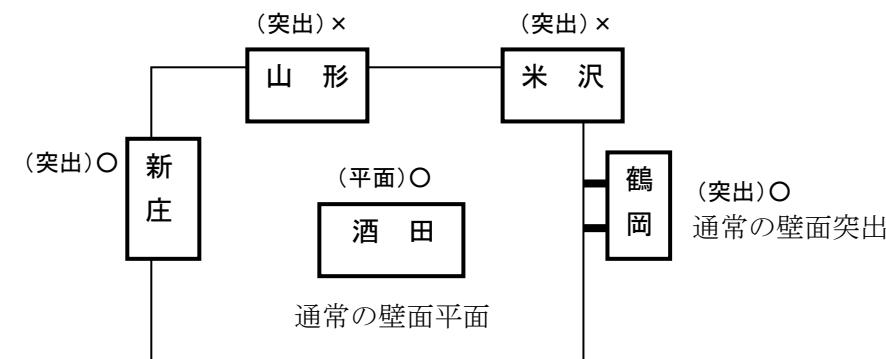 (突出)×
(突出)×
山 形
米 沢
(突出)○
新庄
(平面)○
酒 田
鶴岡
(突出)○
通常の壁面突出
通常の壁面平面